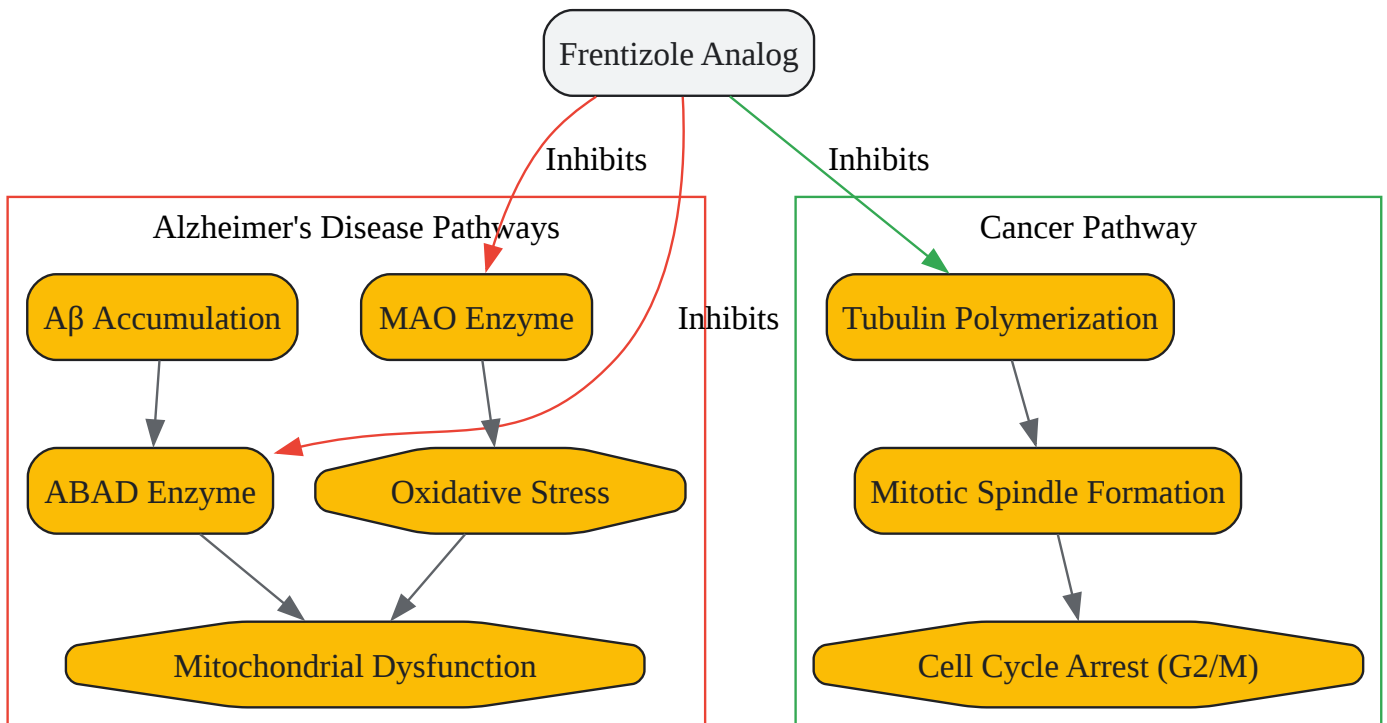 Frentizole Analog
Inhibits
Inhibits
Alzheimer's Disease Pathways
Cancer Pathway
Aβ Accumulation
MAO Enzyme
Inhibits
Tubulin Polymerization
ABAD Enzyme
Oxidative Stress
Mitotic Spindle Formation
Mitochondrial Dysfunction
Cell Cycle Arrest (G2/M)